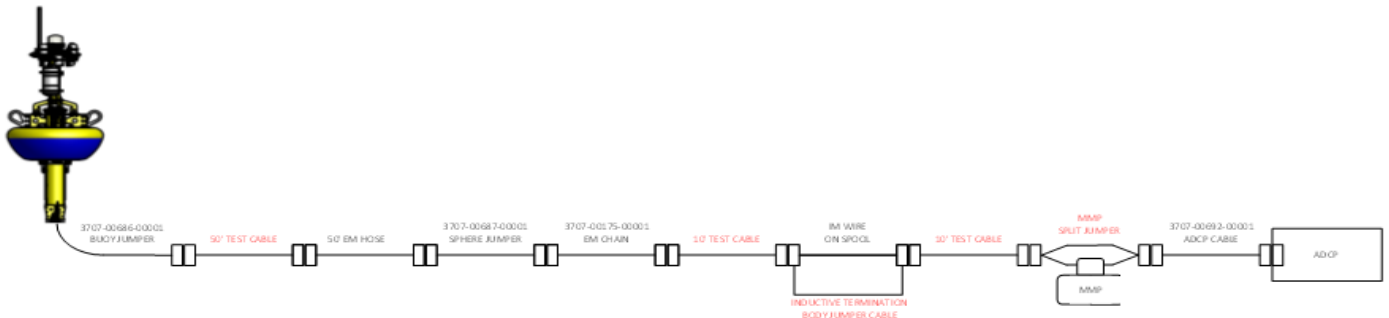 3707-00686-00001
BUOY JUMPER
50' TEST CABLE
50' EM HOSE
3707-00687-00001
SPHERE JUMPER
3707-00175-00001
EM CHAIN
10' TEST CABLE
IM WIRE
ON SPOOL
INDUCTIVE TERMINATION
BODY JUMPER CABLE
10' TEST CABLE
MMP
SPLIT JUMPER
MMP
3707-00692-00001
ADCP CABLE
ADCP